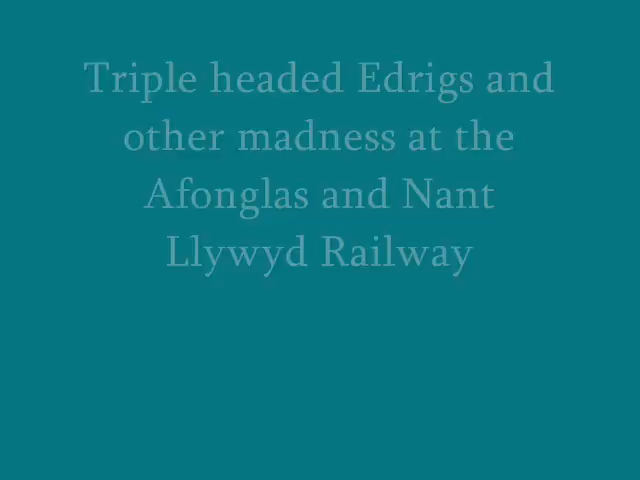 Triple headed Edrigs and
other madness at the
Afonglas and Nant
Llywyd Railway